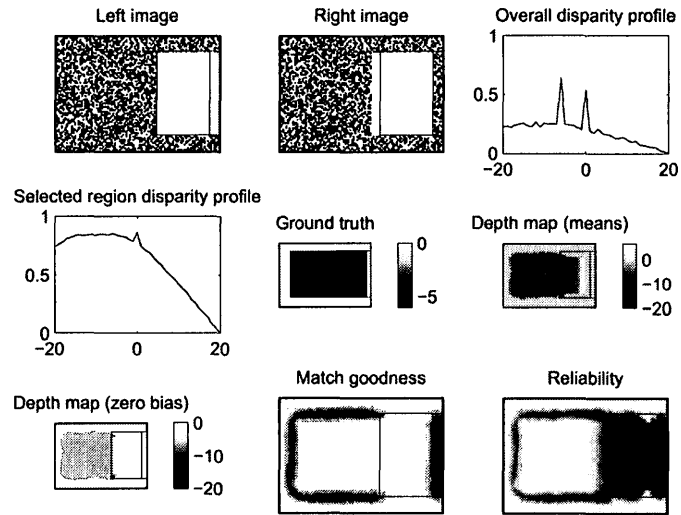 Left image
Right image
Overall disparity profile
1
0.5
0
-20
0
20
Selected region disparity profile
1
0.5
0
-20
0
20
Ground truth
0
-5
Depth map (means)
0
-10
-20
Depth map (zero bias)
0
-10
-20
Match goodness
Reliability